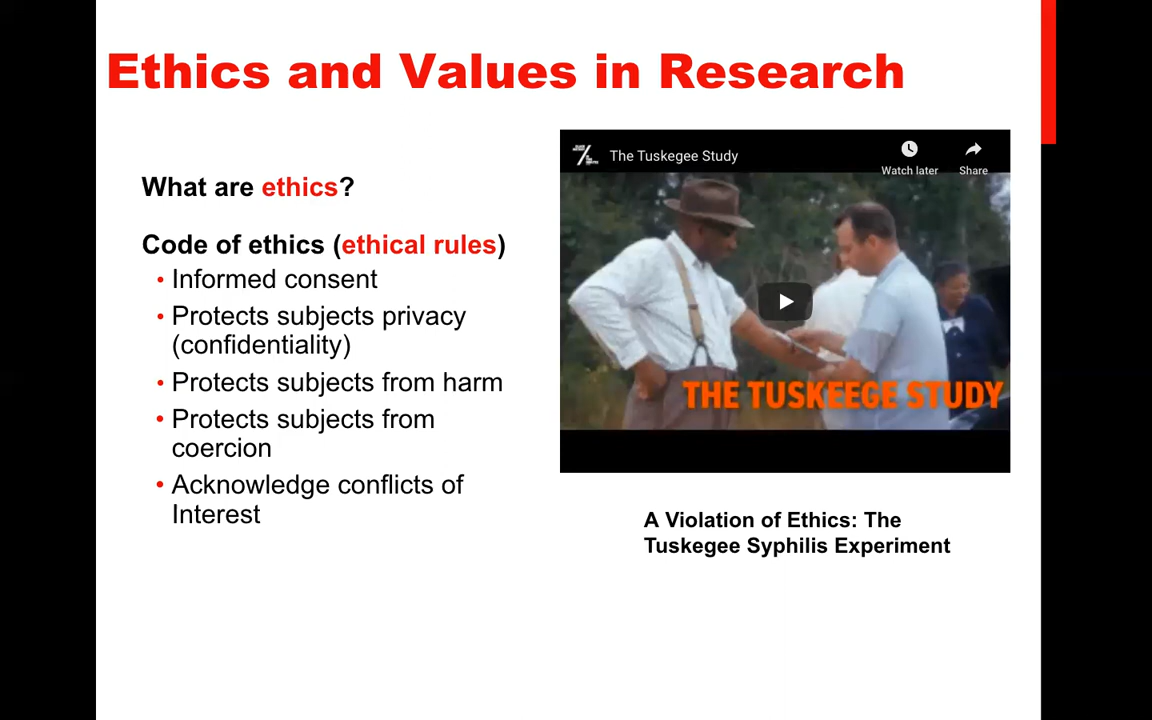 Ethics and Values in Research
What are ethics?
Code of ethics (ethical rules)
• Informed consent
• Protects subjects privacy
(confidentiality)
• Protects subjects from harm
• Protects subjects from
coercion
• Acknowledge conflicts of
Interest
The Tuskegee Study
Watch later
Share
THE TUSKEEGE STUDY
A Violation of Ethics: The
Tuskegee Syphilis Experiment